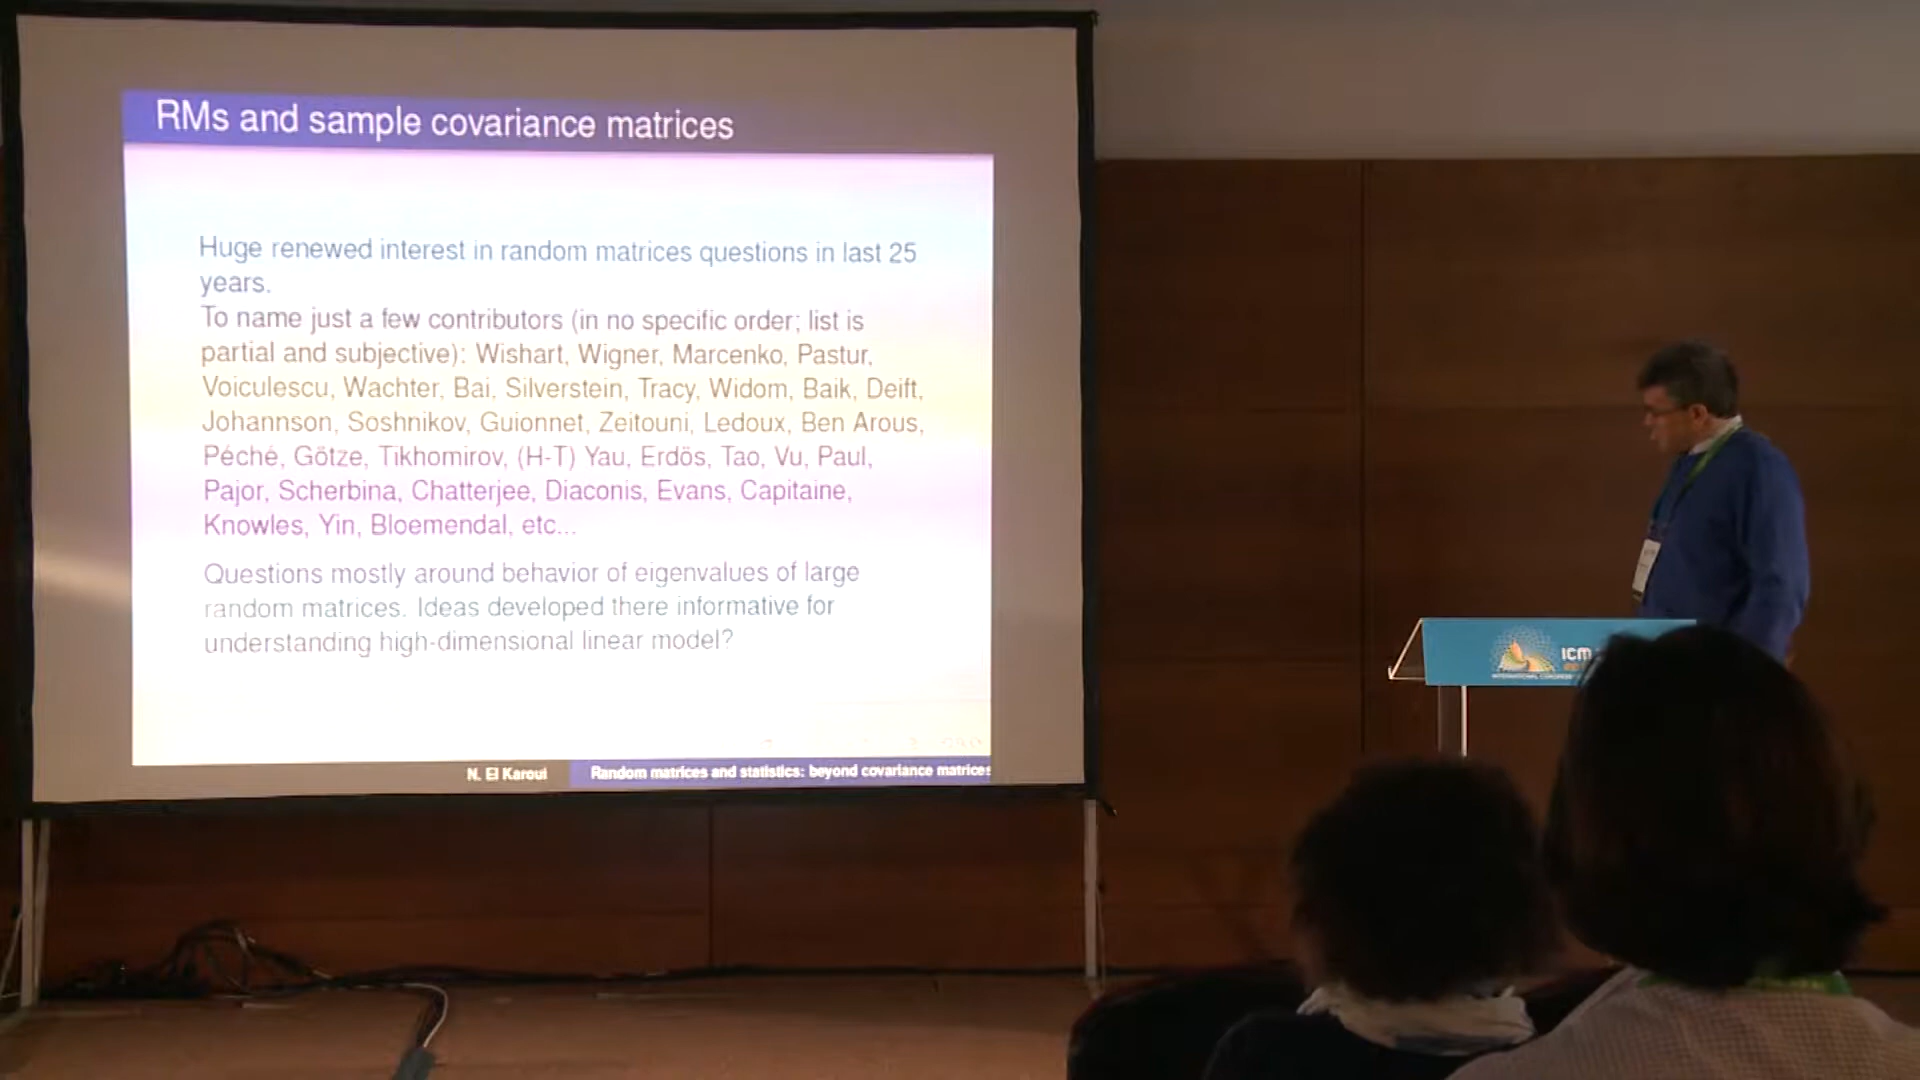 RMs and sample covariance matrices
Huge renewed interest in random matrices questions in last 25
years.
To name just a few contributors (in no specific order; list is
partial and subjective): Wishart, Wigner, Marcenko, Pastur,
Voiculescu, Wachter, Bai, Silverstein, Tracy, Widom, Baik, Deift,
Johannson, Soshnikov, Guionnet, Zeitouni, Ledoux, Ben Arous,
Péché, Götze, Tikhomirov, (H-T) Yau, Erdös, Tao, Vu, Paul,
Pajor, Scherbina, Chatterjee, Diaconis, Evans, Capitaine,
Knowles, Yin, Bloemendal, etc...
Questions mostly around behavior of eigenvalues of large
random matrices. Ideas developed there informative for
understanding high-dimensional linear model?
N. El Karoui
Random matrices and statistics: beyond covariance matrices
ICM